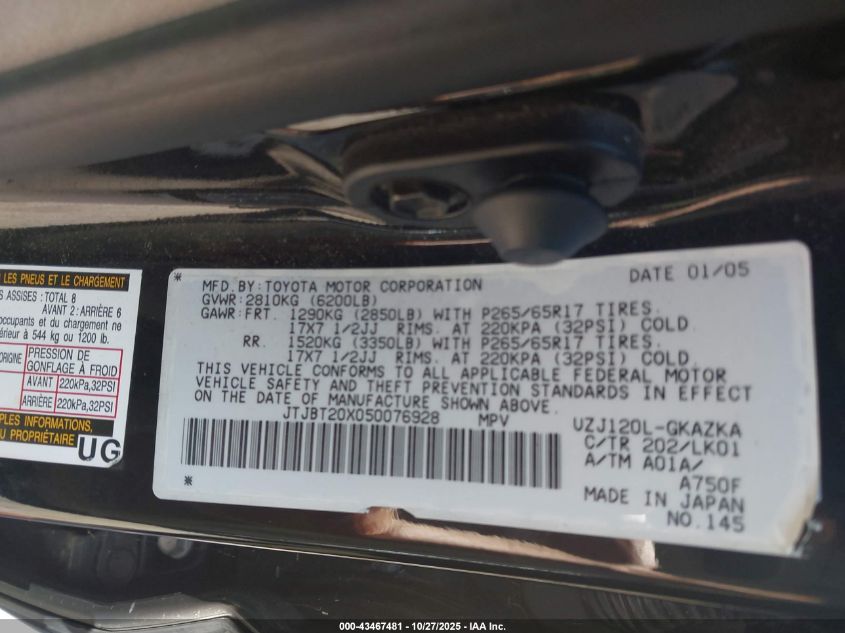 LES PNEUS ET LE CHARGEMENT
ASSISES : TOTAL 8
AVANT 2 : ARRIÈRE 6
occupants et du chargement ne
érieur à 544 kg ou 1200 lb.
ORIGINE
PRESSION DE
GONFLAGE À FROID
AVANT 220kPa,32PSI
ARRIÈRE 220kPa,32PSI
PLES INFORMATIONS,
DU PROPRIÉTAIRE
UG
* MFD.BY:TOYOTA MOTOR CORPORATION DATE 01/05
GVWR:2810KG (6200LB)
GAWR:FRT. 1290KG (2850LB) WITH P265/65R17 TIRES.
17X7 1/2JJ RIMS. AT 220KPA (32PSI) COLD.
RR. 1520KG (3350LB) WITH P265/65R17 TIRES.
17X7 1/2JJ RIMS. AT 220KPA (32PSI) COLD.
THIS VEHICLE CONFORMS TO ALL APPLICABLE FEDERAL MOTOR
VEHICLE SAFETY AND THEFT PREVENTION STANDARDS IN EFFECT
ON THE DATE OF MANUFACTURE SHOWN ABOVE.
JTJBT20X050076928 MPV UZJ120L-GKAZKA
C/TR 202/LK01
A/TM A01A/
A750F
* MADE IN JAPAN
NO.145
000-43467481 - 10/27/2025 - IAA Inc.